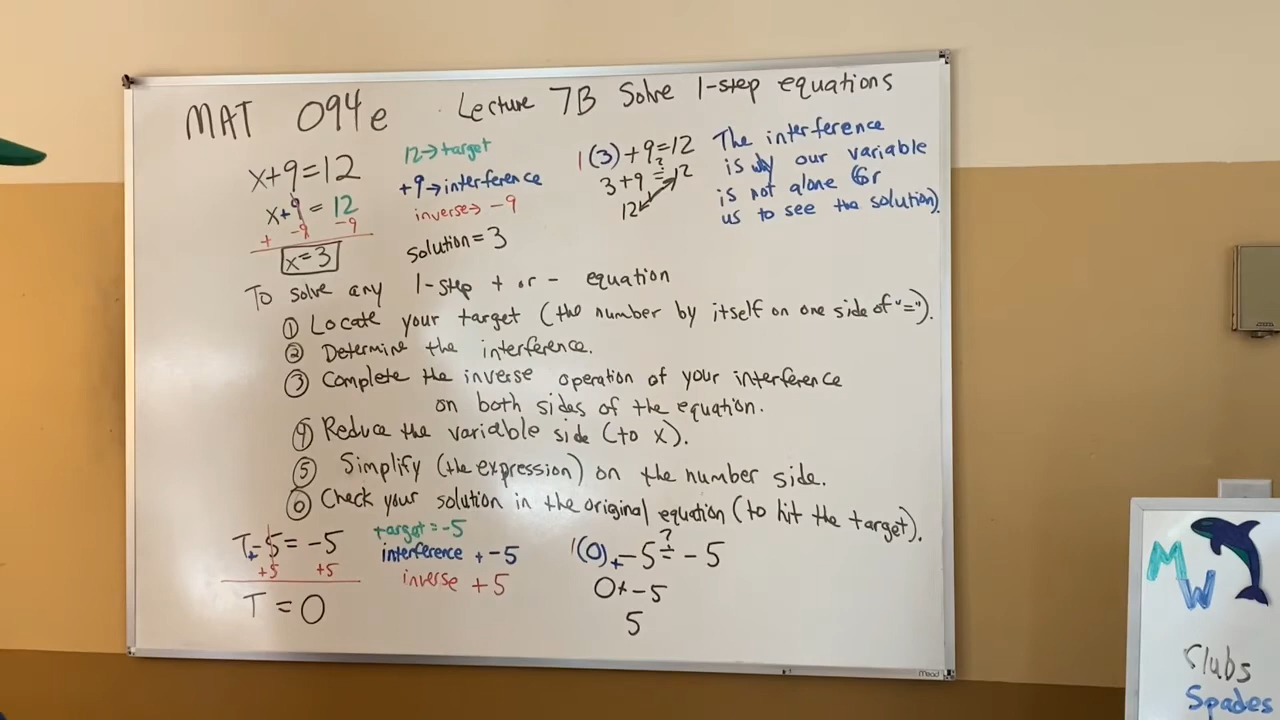 MAT 094e
Lecture 7B Solve 1-step equations
x+9=12
x+9 = 12
+ -9 -9
x=3
12→target
+9→interference
inverse→ -9
solution=3
1(3)+9=12
?
3+9=12
12
The interference
is why our variable
is not alone (for
us to see the solution).
To solve any 1-step + or - equation
① Locate your target (the number by itself on one side of "=").
② Determine the interference.
③ Complete the inverse operation of your interference
on both sides of the equation.
④ Reduce the variable side (to x).
⑤ Simplify (the expression) on the number side.
⑥ Check your solution in the original equation (to hit the target).
T+-5=-5
+5 +5
T=0
target=-5
interference +-5
inverse +5
?
1(0)+-5=-5
0+-5
5
Mead
MW
Clubs
Spades